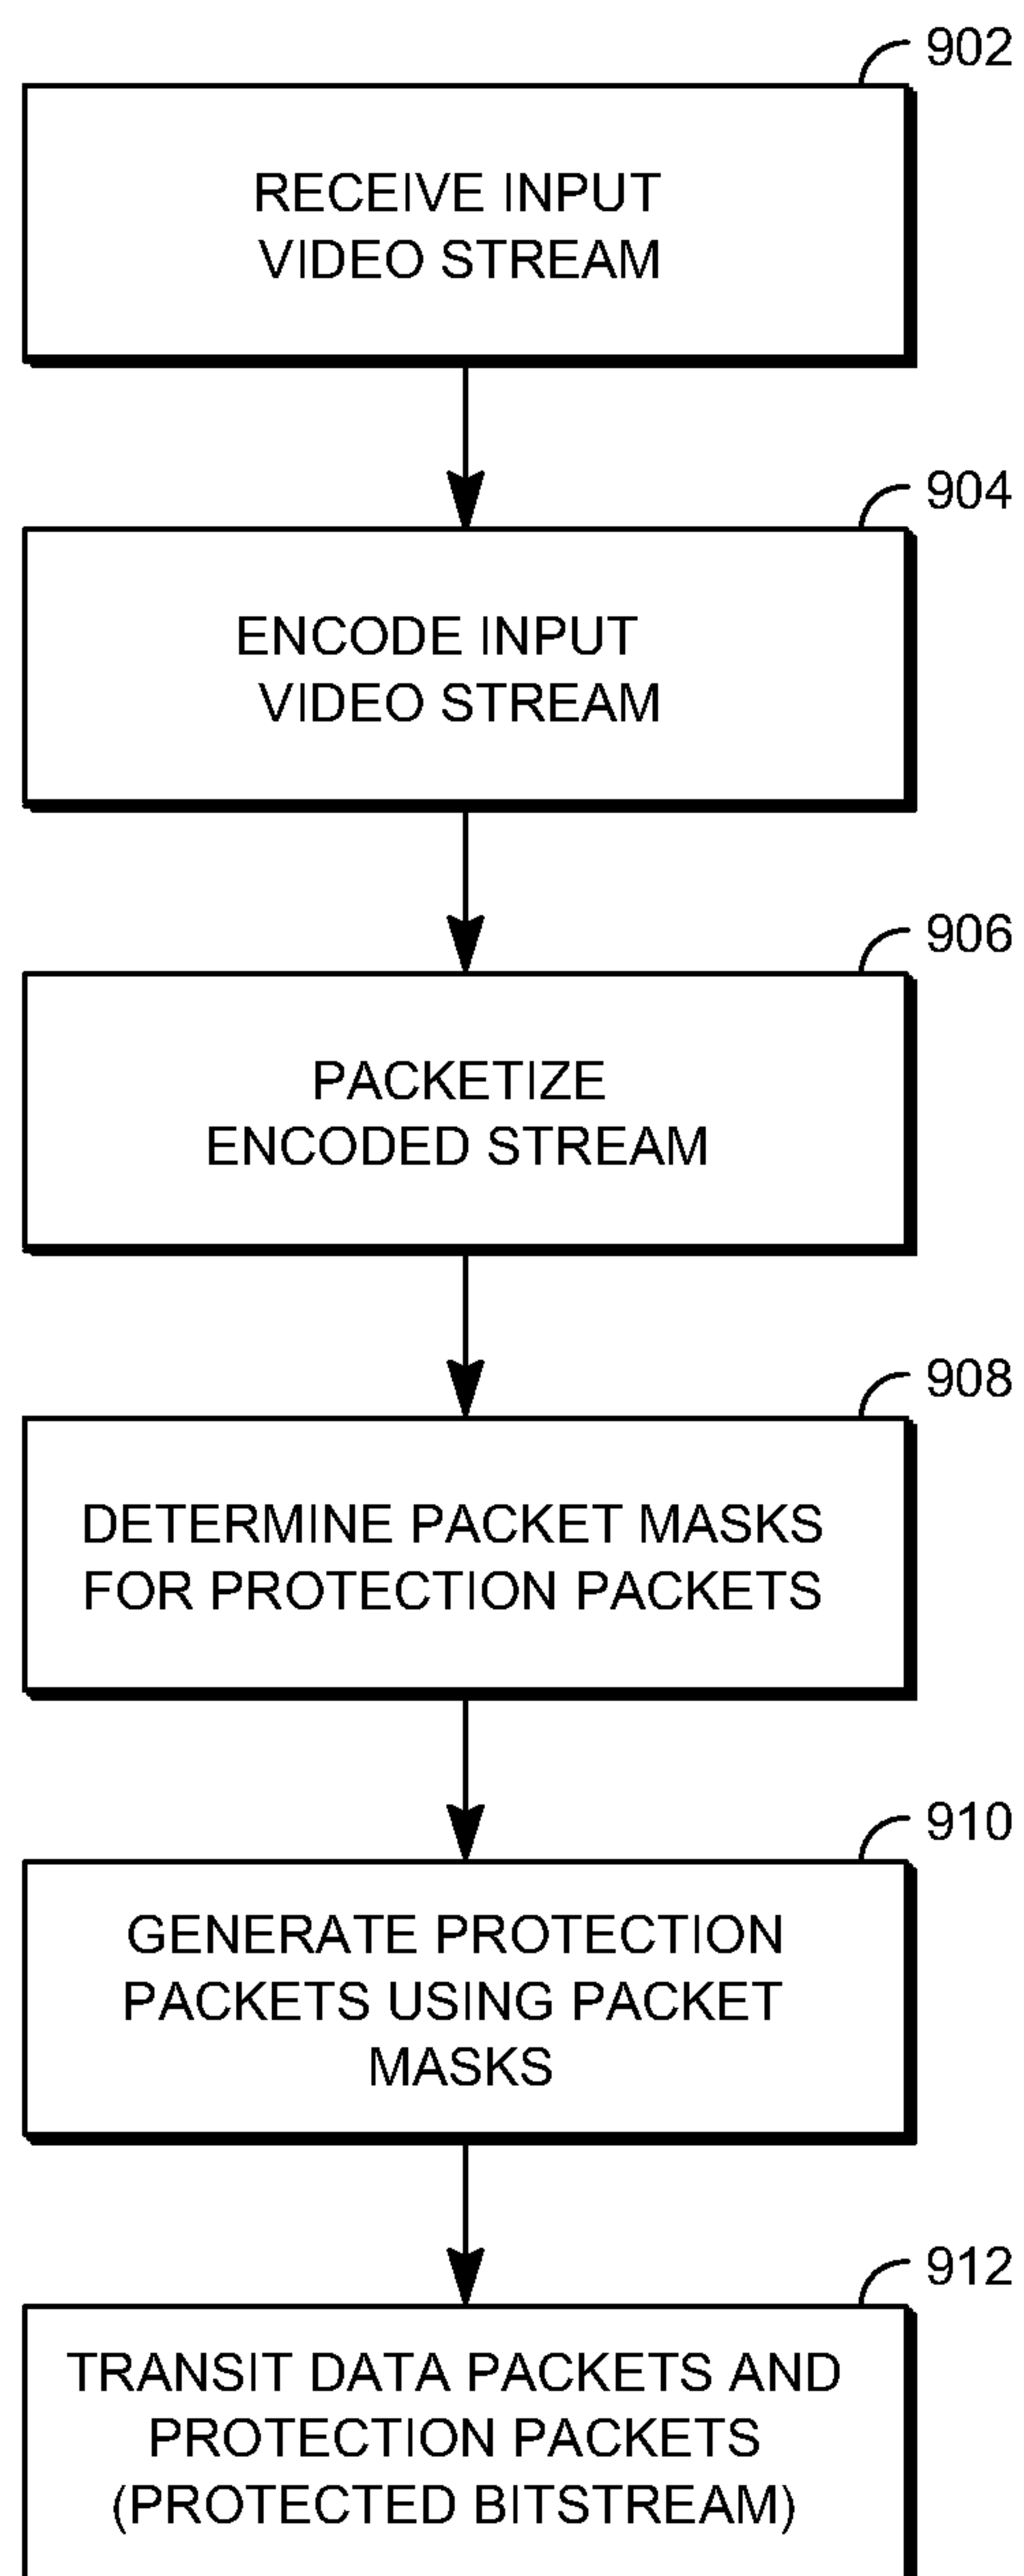 902
RECEIVE INPUT
VIDEO STREAM
904
ENCODE INPUT
VIDEO STREAM
906
PACKETIZE
ENCODED STREAM
908
DETERMINE PACKET MASKS
FOR PROTECTION PACKETS
910
GENERATE PROTECTION
PACKETS USING PACKET
MASKS
912
TRANSIT DATA PACKETS AND
PROTECTION PACKETS
(PROTECTED BITSTREAM)